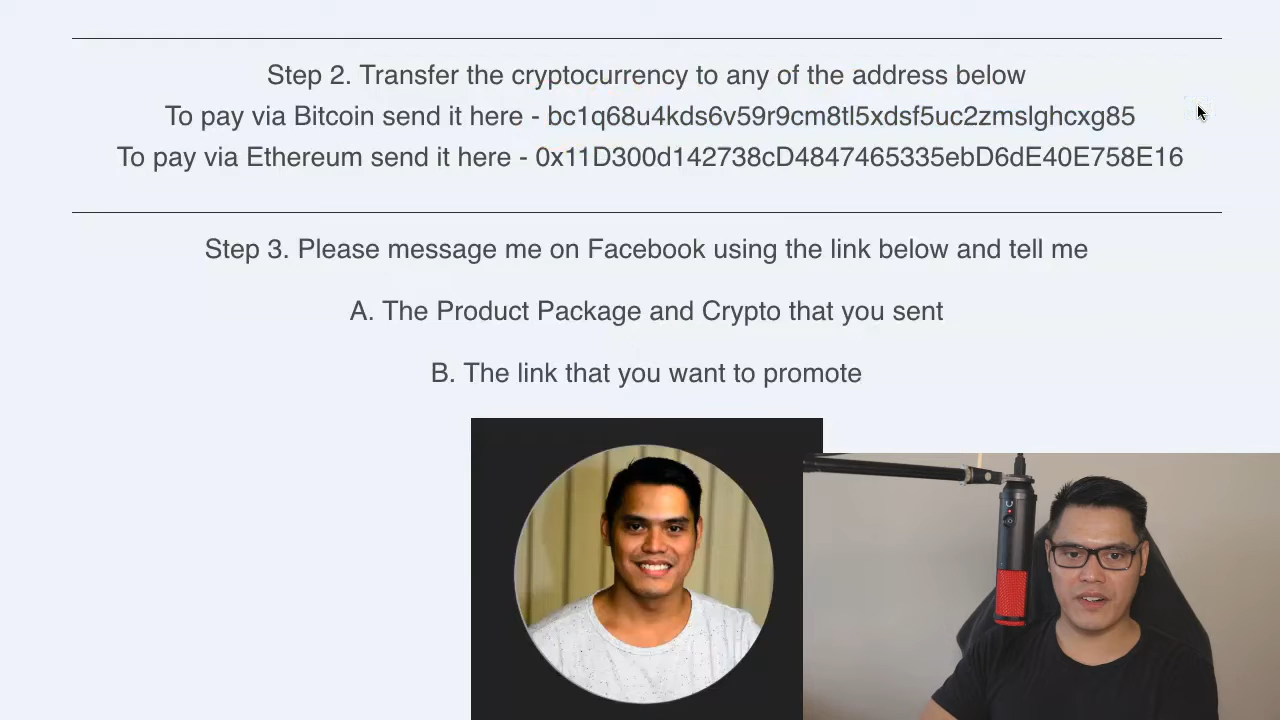 Step 2. Transfer the cryptocurrency to any of the address below
To pay via Bitcoin send it here - bc1q68u4kds6v59r9cm8tl5xdsf5uc2zmslghcxg85
To pay via Ethereum send it here - 0x11D300d142738cD4847465335ebD6dE40E758E16
Step 3. Please message me on Facebook using the link below and tell me
A. The Product Package and Crypto that you sent
B. The link that you want to promote